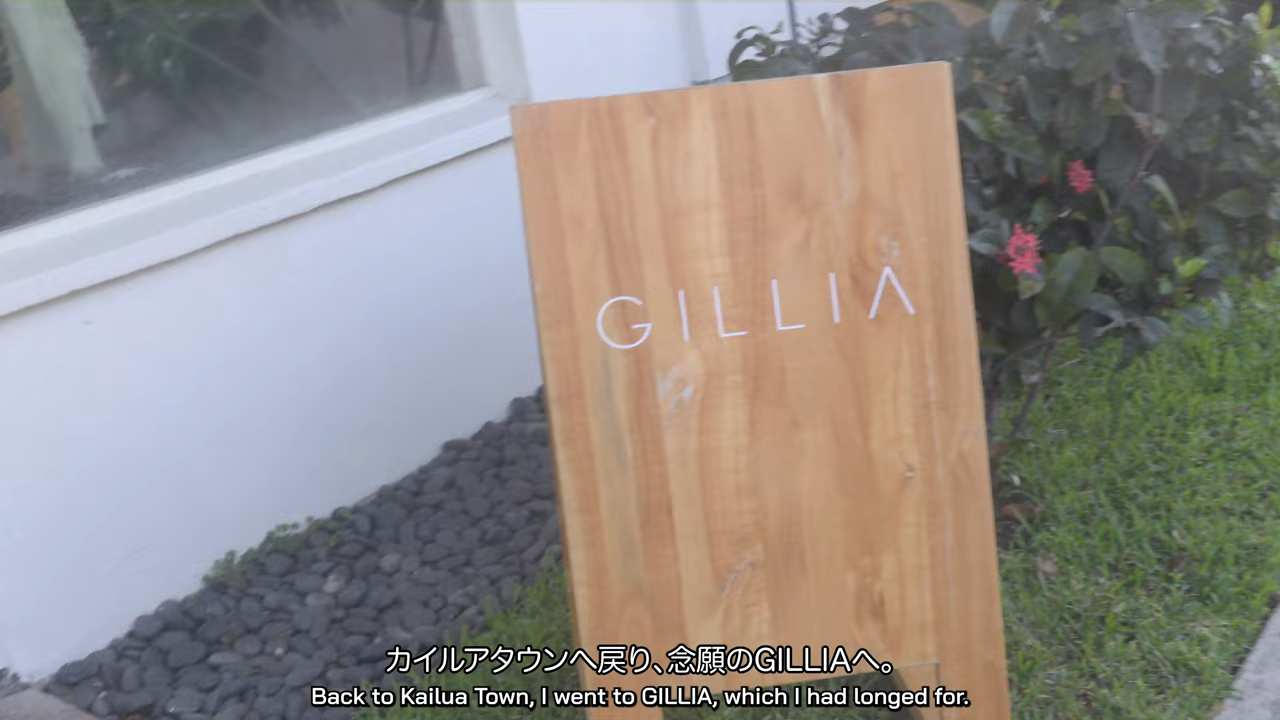 GILLIA
カイルアタウンへ戻り、念願のGILLIAへ。
Back to Kailua Town, I went to GILLIA, which I had longed for.